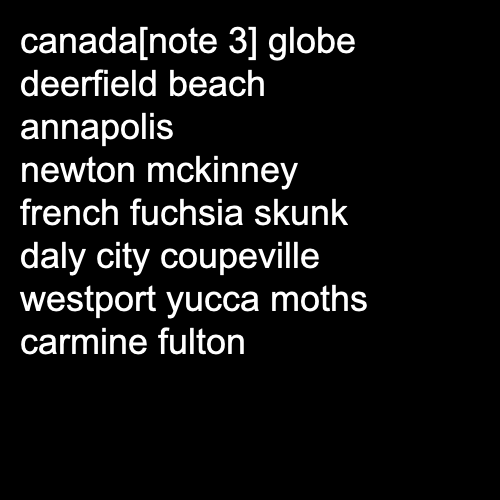 canada[note 3] globe
deerfield beach
annapolis
newton mckinney
french fuchsia skunk
daly city coupeville
westport yucca moths
carmine fulton